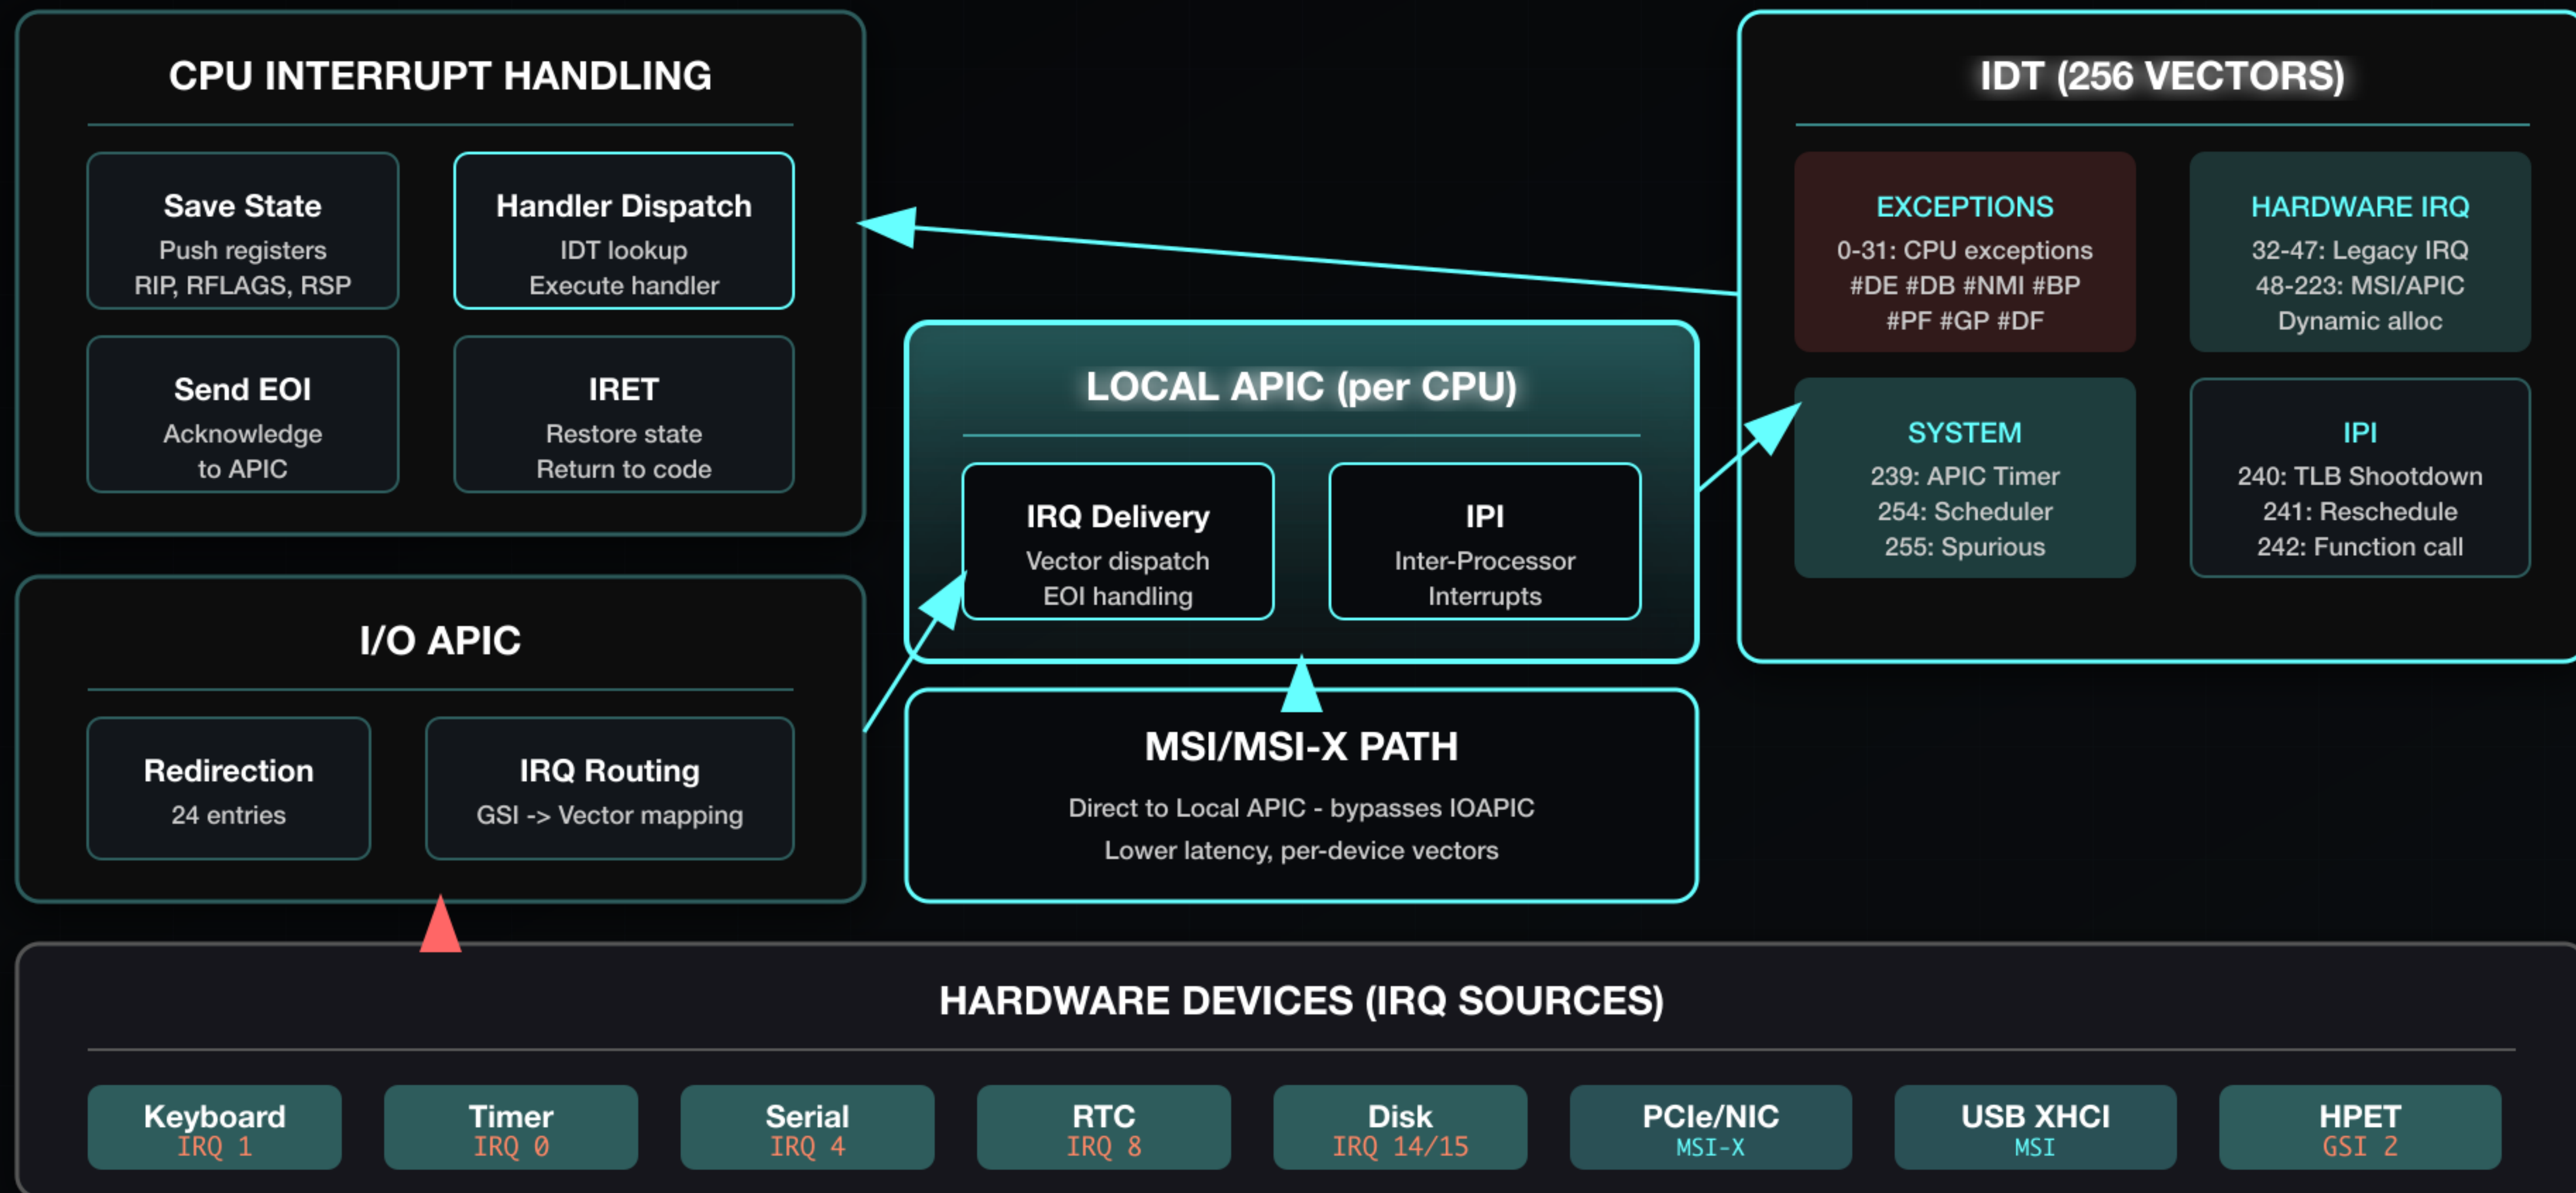 CPU INTERRUPT HANDLING
Save State
Push registers
RIP, RFLAGS, RSP
Handler Dispatch
IDT lookup
Execute handler
Send EOI
Acknowledge
to APIC
IRET
Restore state
Return to code
I/O APIC
Redirection
24 entries
IRQ Routing
GSI -> Vector mapping
LOCAL APIC (per CPU)
IRQ Delivery
Vector dispatch
EOI handling
IPI
Inter-Processor
Interrupts
MSI/MSI-X PATH
Direct to Local APIC - bypasses IOAPIC
Lower latency, per-device vectors
IDT (256 VECTORS)
EXCEPTIONS
0-31: CPU exceptions
#DE #DB #NMI #BP
#PF #GP #DF
HARDWARE IRQ
32-47: Legacy IRQ
48-223: MSI/APIC
Dynamic alloc
SYSTEM
239: APIC Timer
254: Scheduler
255: Spurious
IPI
240: TLB Shootdown
241: Reschedule
242: Function call
HARDWARE DEVICES (IRQ SOURCES)
Keyboard
IRQ 1
Timer
IRQ 0
Serial
IRQ 4
RTC
IRQ 8
Disk
IRQ 14/15
PCIe/NIC
MSI-X
USB XHCI
MSI
HPET
GSI 2